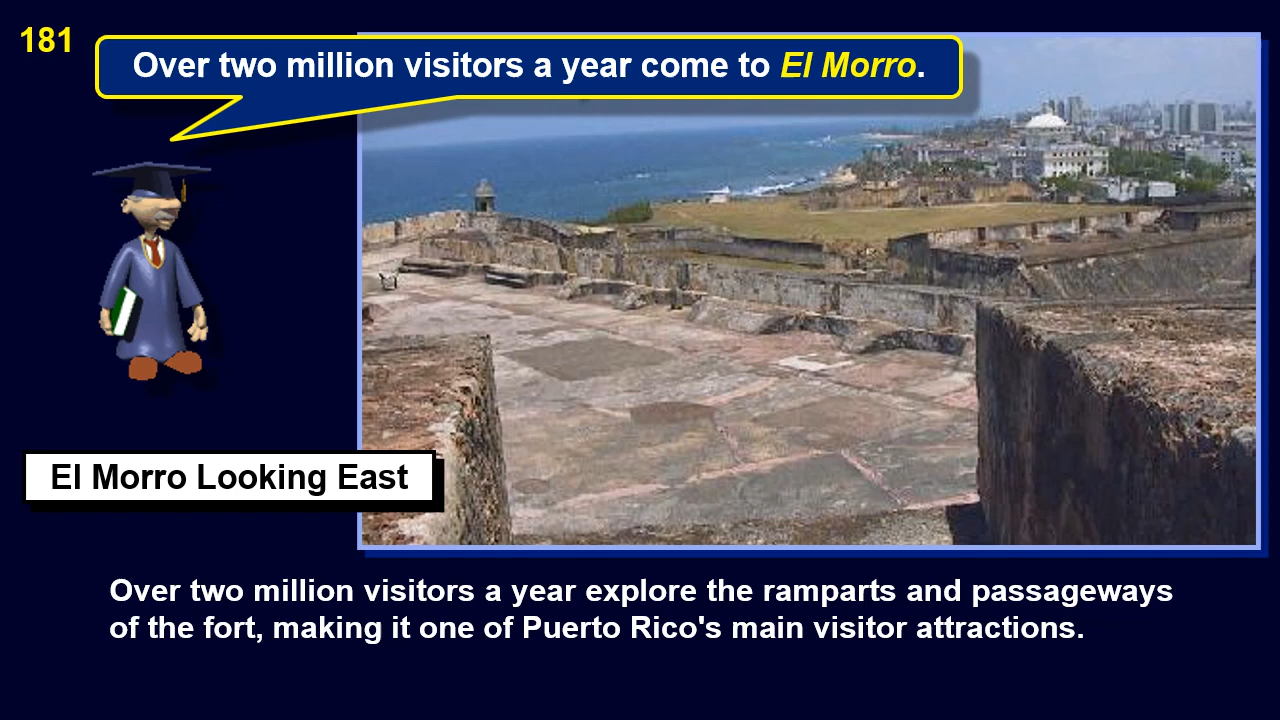 181
Over two million visitors a year come to El Morro.
El Morro Looking East
Over two million visitors a year explore the ramparts and passageways
of the fort, making it one of Puerto Rico's main visitor attractions.